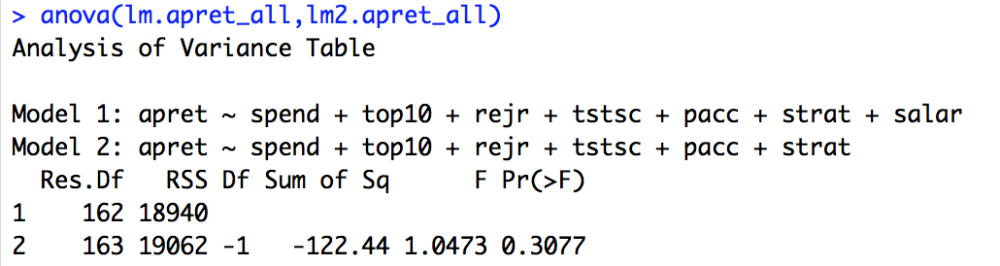 > anova(lm.apret_all,lm2.apret_all)
Analysis of Variance Table

Model 1: apret ~ spend + top10 + rejr + tstsc + pacc + strat + salar
Model 2: apret ~ spend + top10 + rejr + tstsc + pacc + strat
  Res.Df   RSS Df Sum of Sq      F Pr(>F)
1    162 18940
2    163 19062 -1   -122.44 1.0473 0.3077